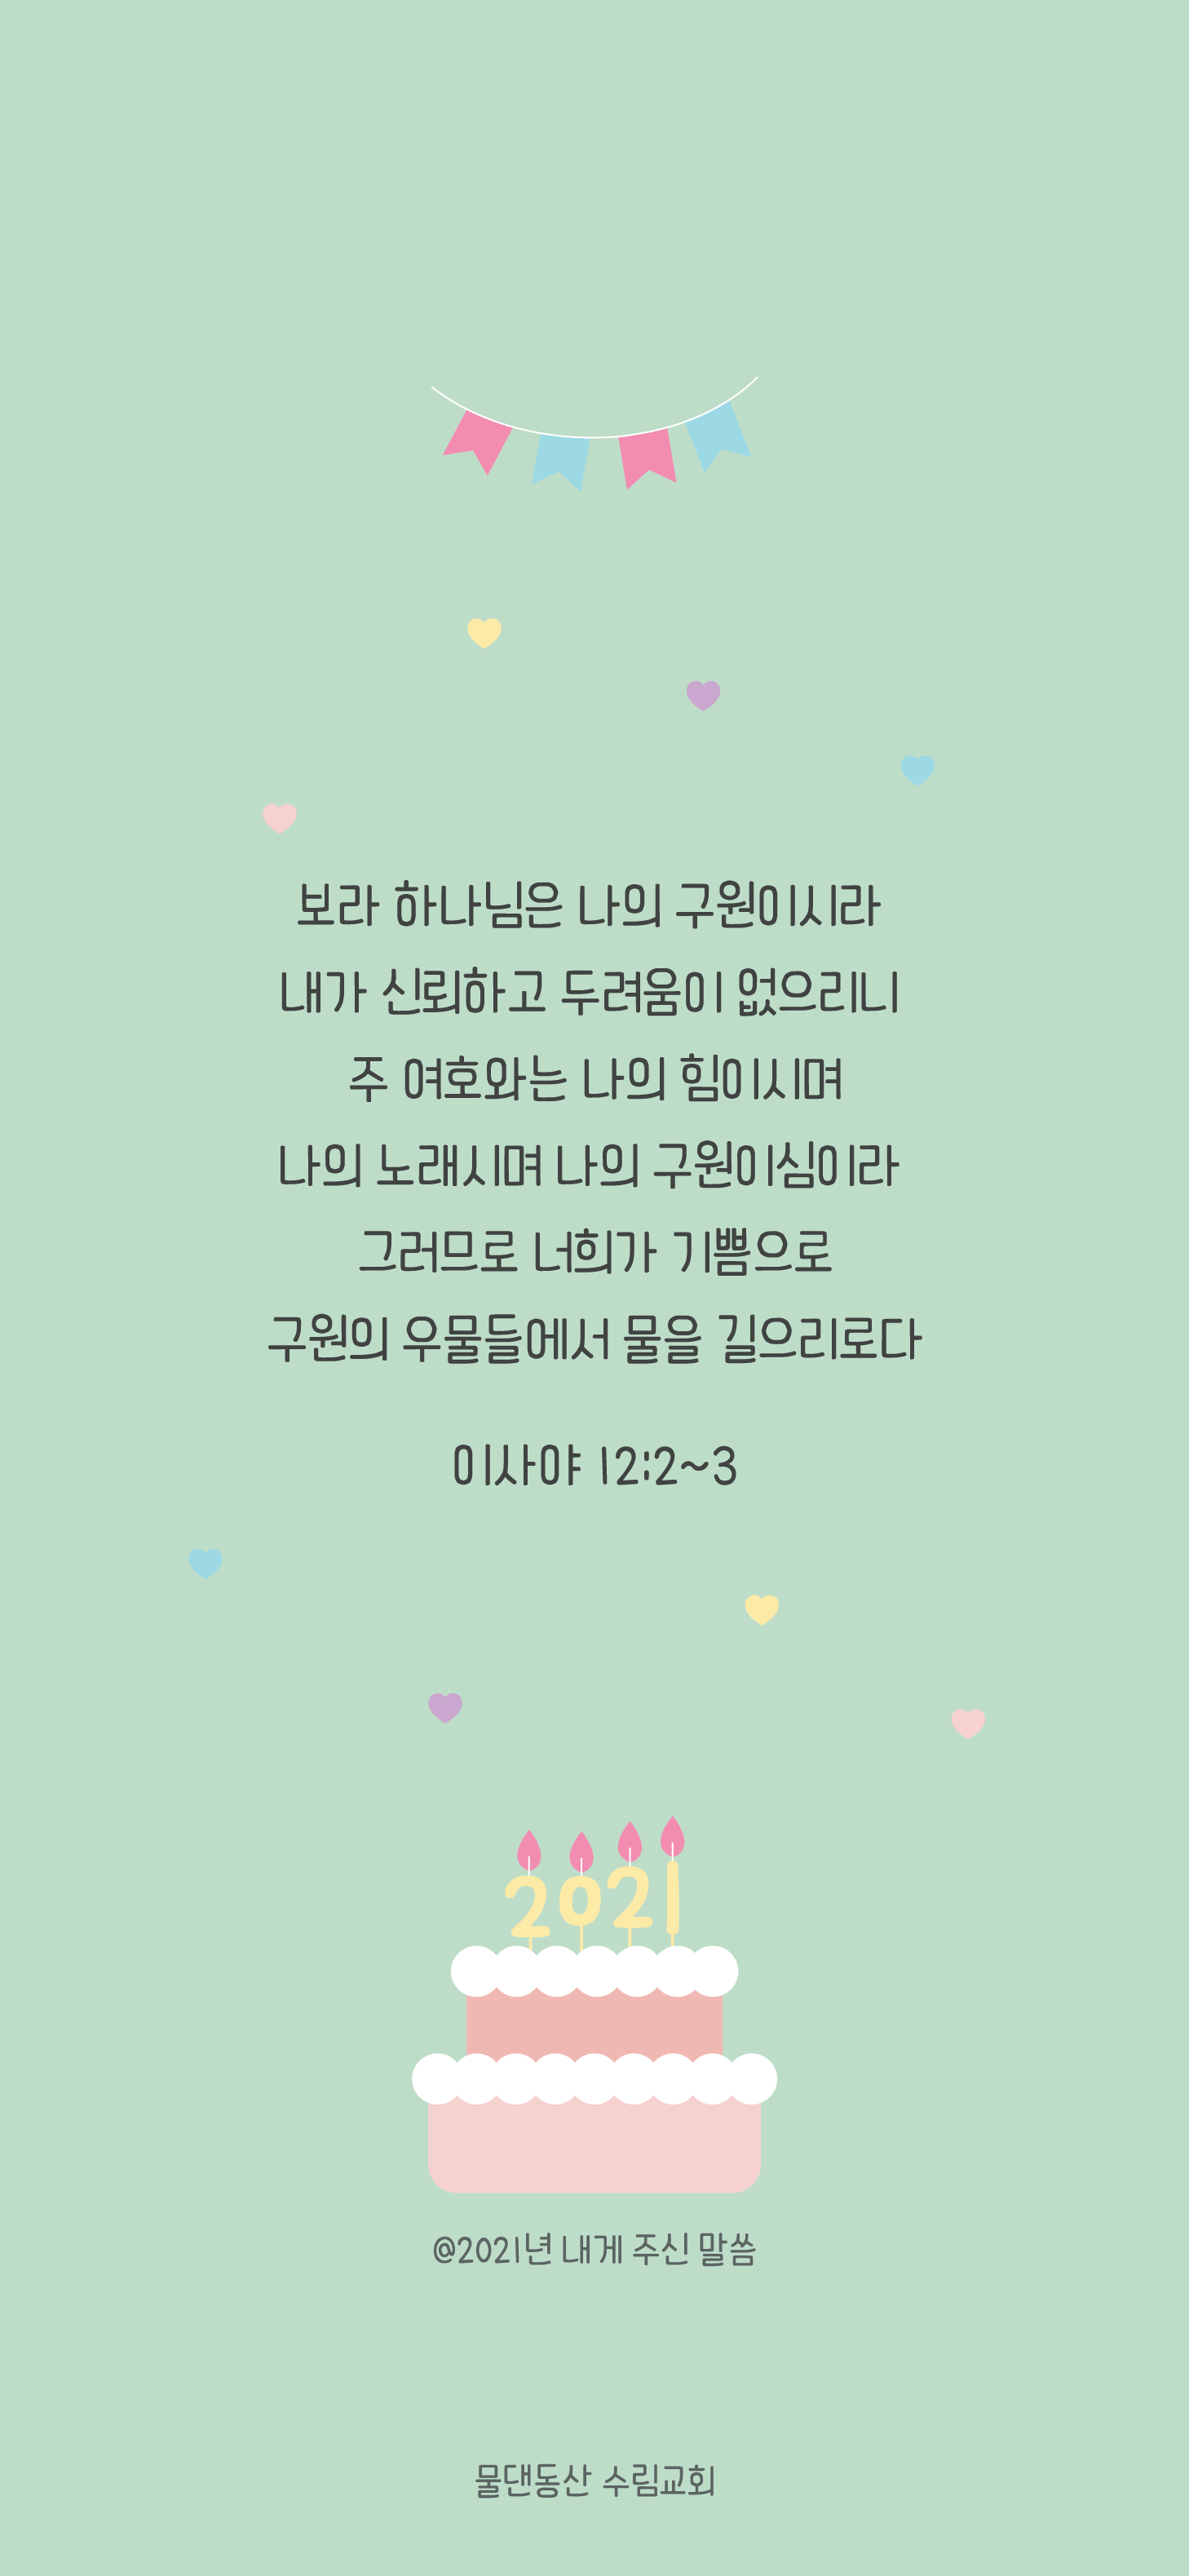 보라 하나님은 나의 구원이시라
내가 신뢰하고 두려움이 없으리니
주 여호와는 나의 힘이시며
나의 노래시며 나의 구원이심이라
그러므로 너희가 기쁨으로
구원의 우물들에서 물을 길으리로다
이사야 12:2~3
2021
@2021년 내게 주신 말씀
물댄동산 수림교회